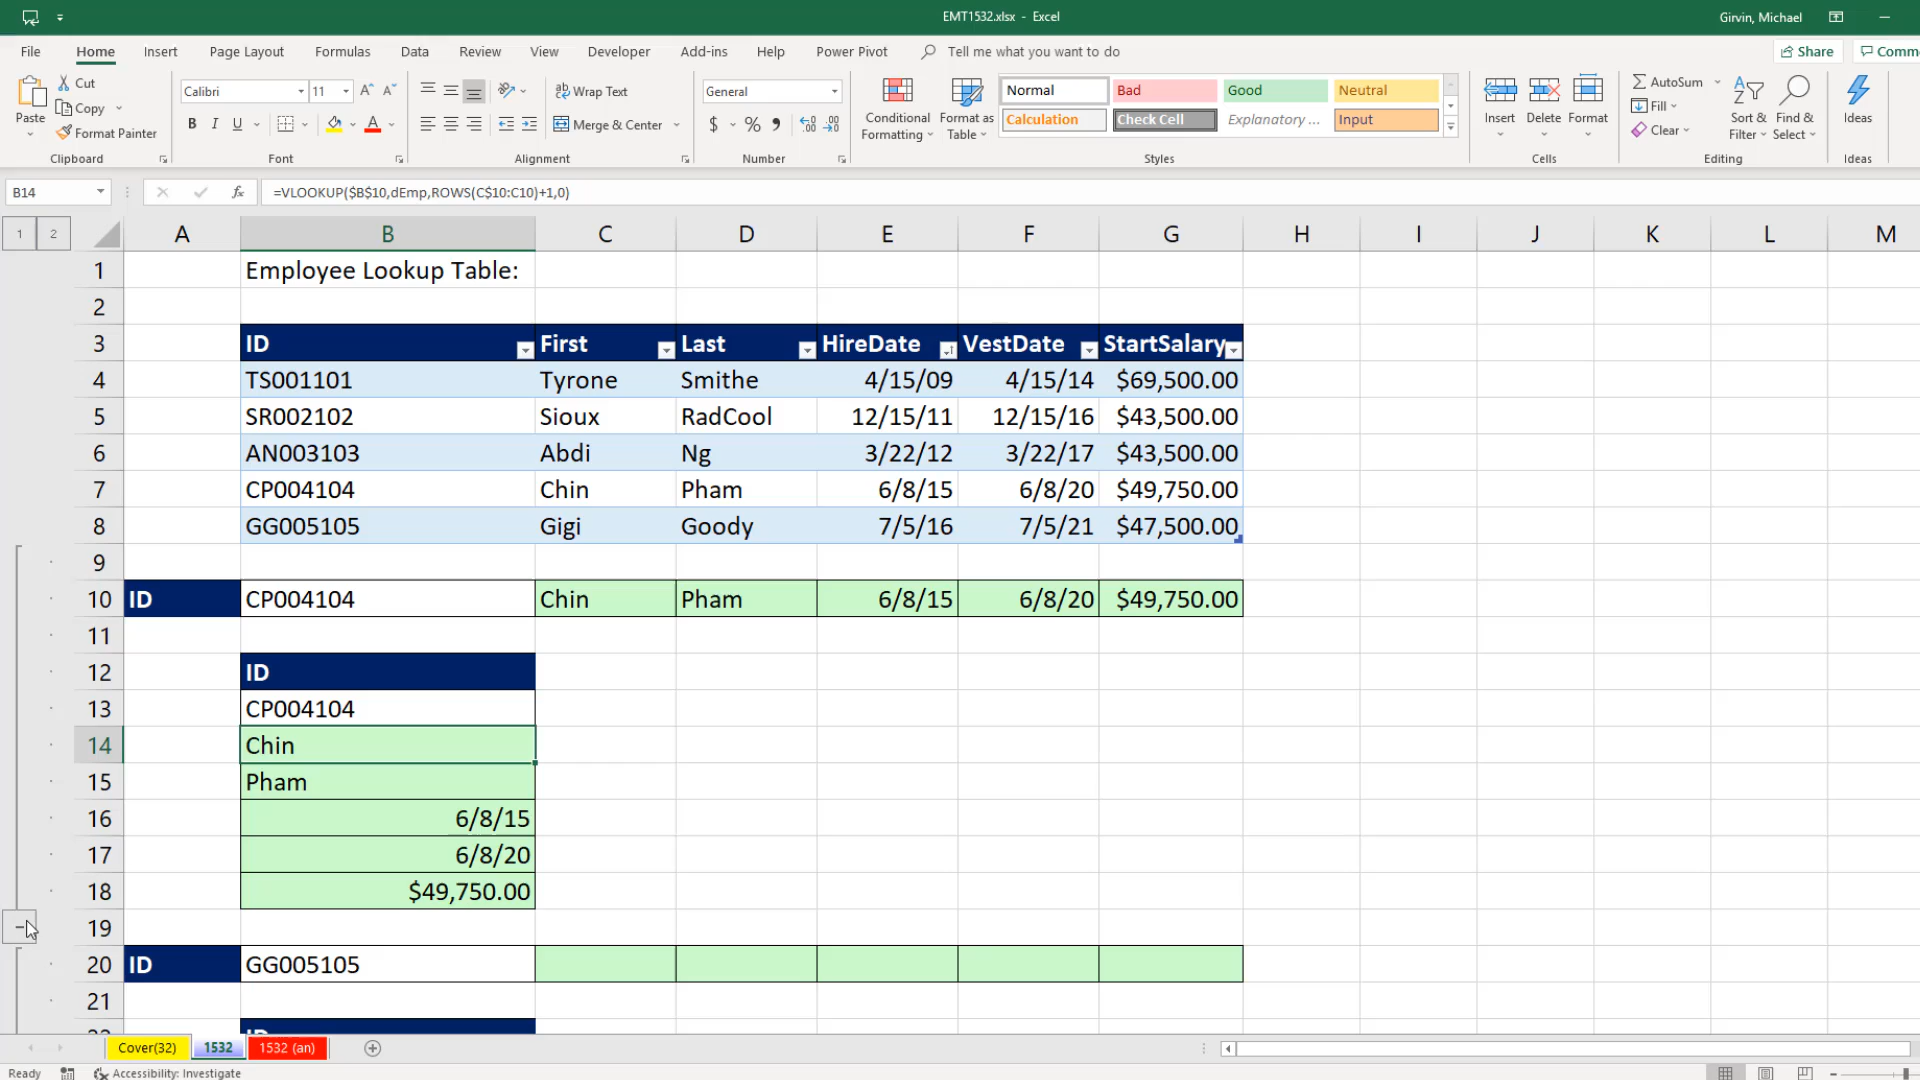 EMT1532.xlsx - Excel
Girvin, Michael
File Home Insert Page Layout Formulas Data Review View Developer Add-ins Help Power Pivot Tell me what you want to do Share Comm
Paste
Cut
Copy
Format Painter
Clipboard
Calibri 11
B I U
Font
Wrap Text
Merge & Center
Alignment
General
$ % ,
Number
Conditional Formatting
Format as Table
Normal Bad Good Neutral
Calculation Check Cell Explanatory ... Input
Styles
Insert Delete Format
Cells
AutoSum
Fill
Clear
Sort & Filter
Find & Select
Editing
Ideas
Ideas
B14 fx =VLOOKUP($B$10,dEmp,ROWS(C$10:C10)+1,0)
1 2 A B C D E F G H I J K L M
1 Employee Lookup Table:
2
3 ID First Last HireDate VestDate StartSalary
4 TS001101 Tyrone Smithe 4/15/09 4/15/14 $69,500.00
5 SR002102 Sioux RadCool 12/15/11 12/15/16 $43,500.00
6 AN003103 Abdi Ng 3/22/12 3/22/17 $43,500.00
7 CP004104 Chin Pham 6/8/15 6/8/20 $49,750.00
8 GG005105 Gigi Goody 7/5/16 7/5/21 $47,500.00
9
10 ID CP004104 Chin Pham 6/8/15 6/8/20 $49,750.00
11
12 ID
13 CP004104
14 Chin
15 Pham
16 6/8/15
17 6/8/20
18 $49,750.00
19
20 ID GG005105
21
22 ID
Cover(32) 1532 1532 (an)
Ready Accessibility: Investigate